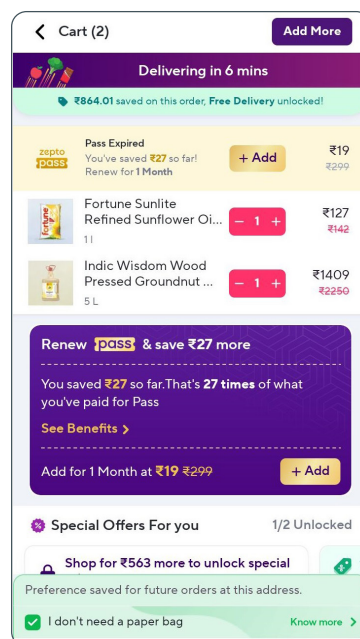 Cart (2)
Add More
Delivering in 6 mins
₹864.01 saved on this order, Free Delivery unlocked!
zepto
pass
Pass Expired
You've saved ₹27 so far!
Renew for 1 Month
+ Add
₹19
₹299
Fortune
Fortune Sunlite
Refined Sunflower Oi...
1 l
- 1 +
₹127
₹142
Indic Wisdom Wood
Pressed Groundnut ...
5 L
- 1 +
₹1409
₹2250
Renew pass & save ₹27 more
You saved ₹27 so far.That's 27 times of what
you've paid for Pass
See Benefits >
Add for 1 Month at ₹19 ₹299
+ Add
Special Offers For you
1/2 Unlocked
Shop for ₹563 more to unlock special
Preference saved for future orders at this address.
I don't need a paper bag
Know more >